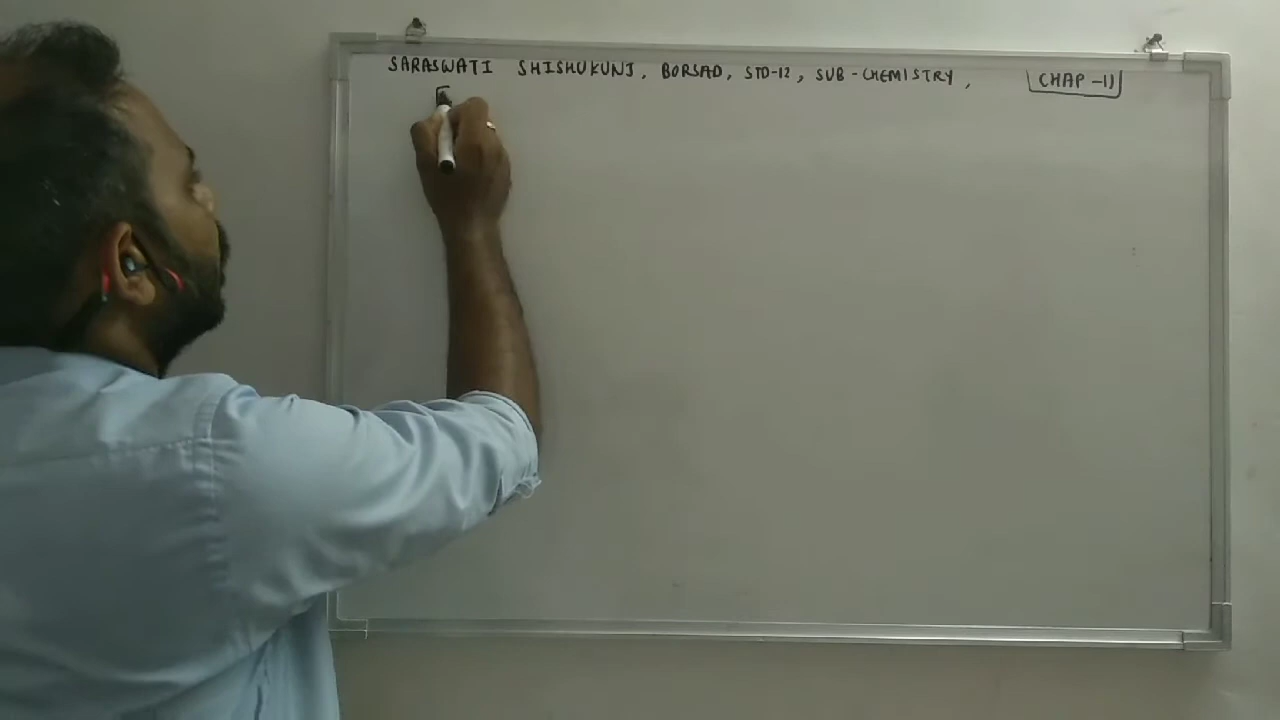 SARASWATI SHISHUKUNJ, BORSAD, STD-12, SUB-CHEMISTRY, CHAP-11